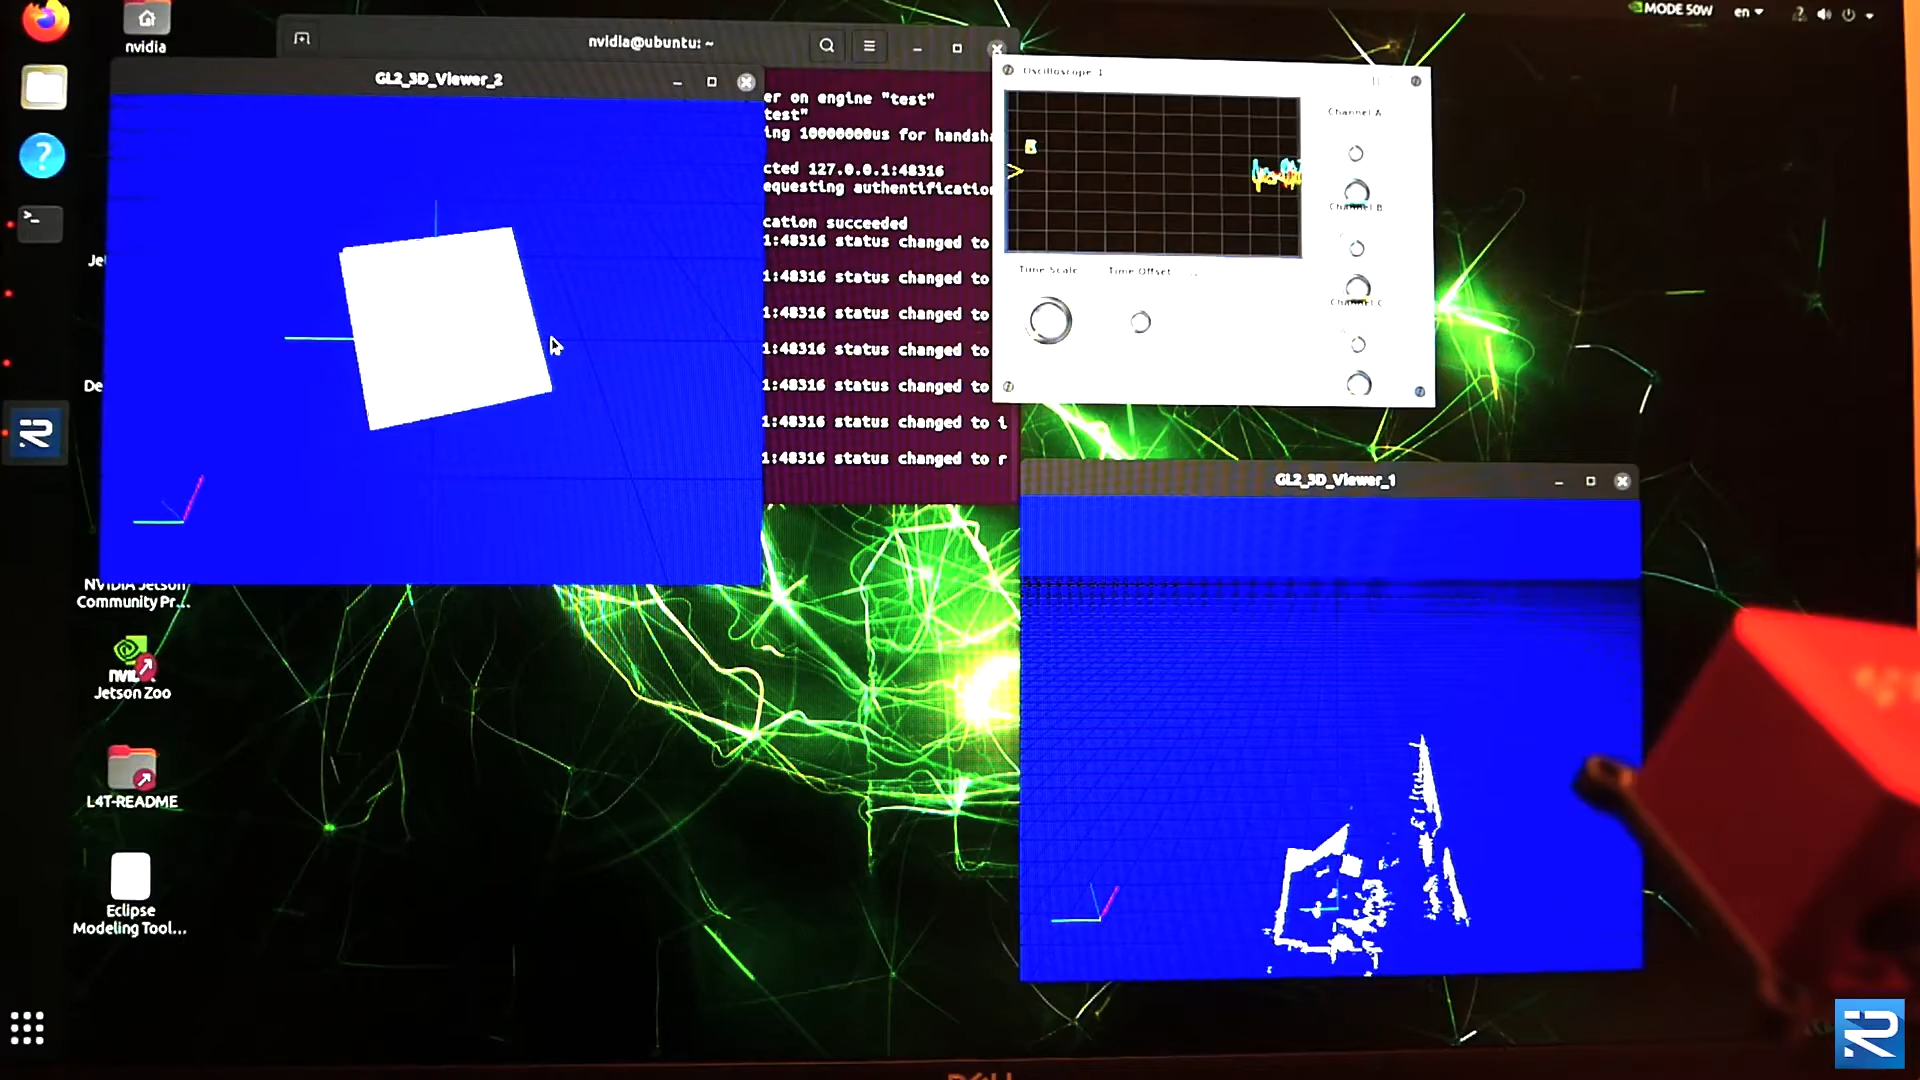 MODE 50W
en
nvidia
nvidia@ubuntu: ~
GL2_3D_Viewer_2
er on engine "test"
test"
ing 10000000us for handsha
cted 127.0.0.1:48316
equesting authentificatio
cation succeeded
1:48316 status changed to
1:48316 status changed to
1:48316 status changed to
1:48316 status changed to
1:48316 status changed to
1:48316 status changed to i
1:48316 status changed to r
Oscilloscope 1
Channel A
Channel B
Channel C
Time Scale
Time Offset
Je
De
GL2_3D_Viewer_1
NVIDIA Jetson
Community Pr...
Jetson Zoo
L4T-README
Eclipse
Modeling Tool...